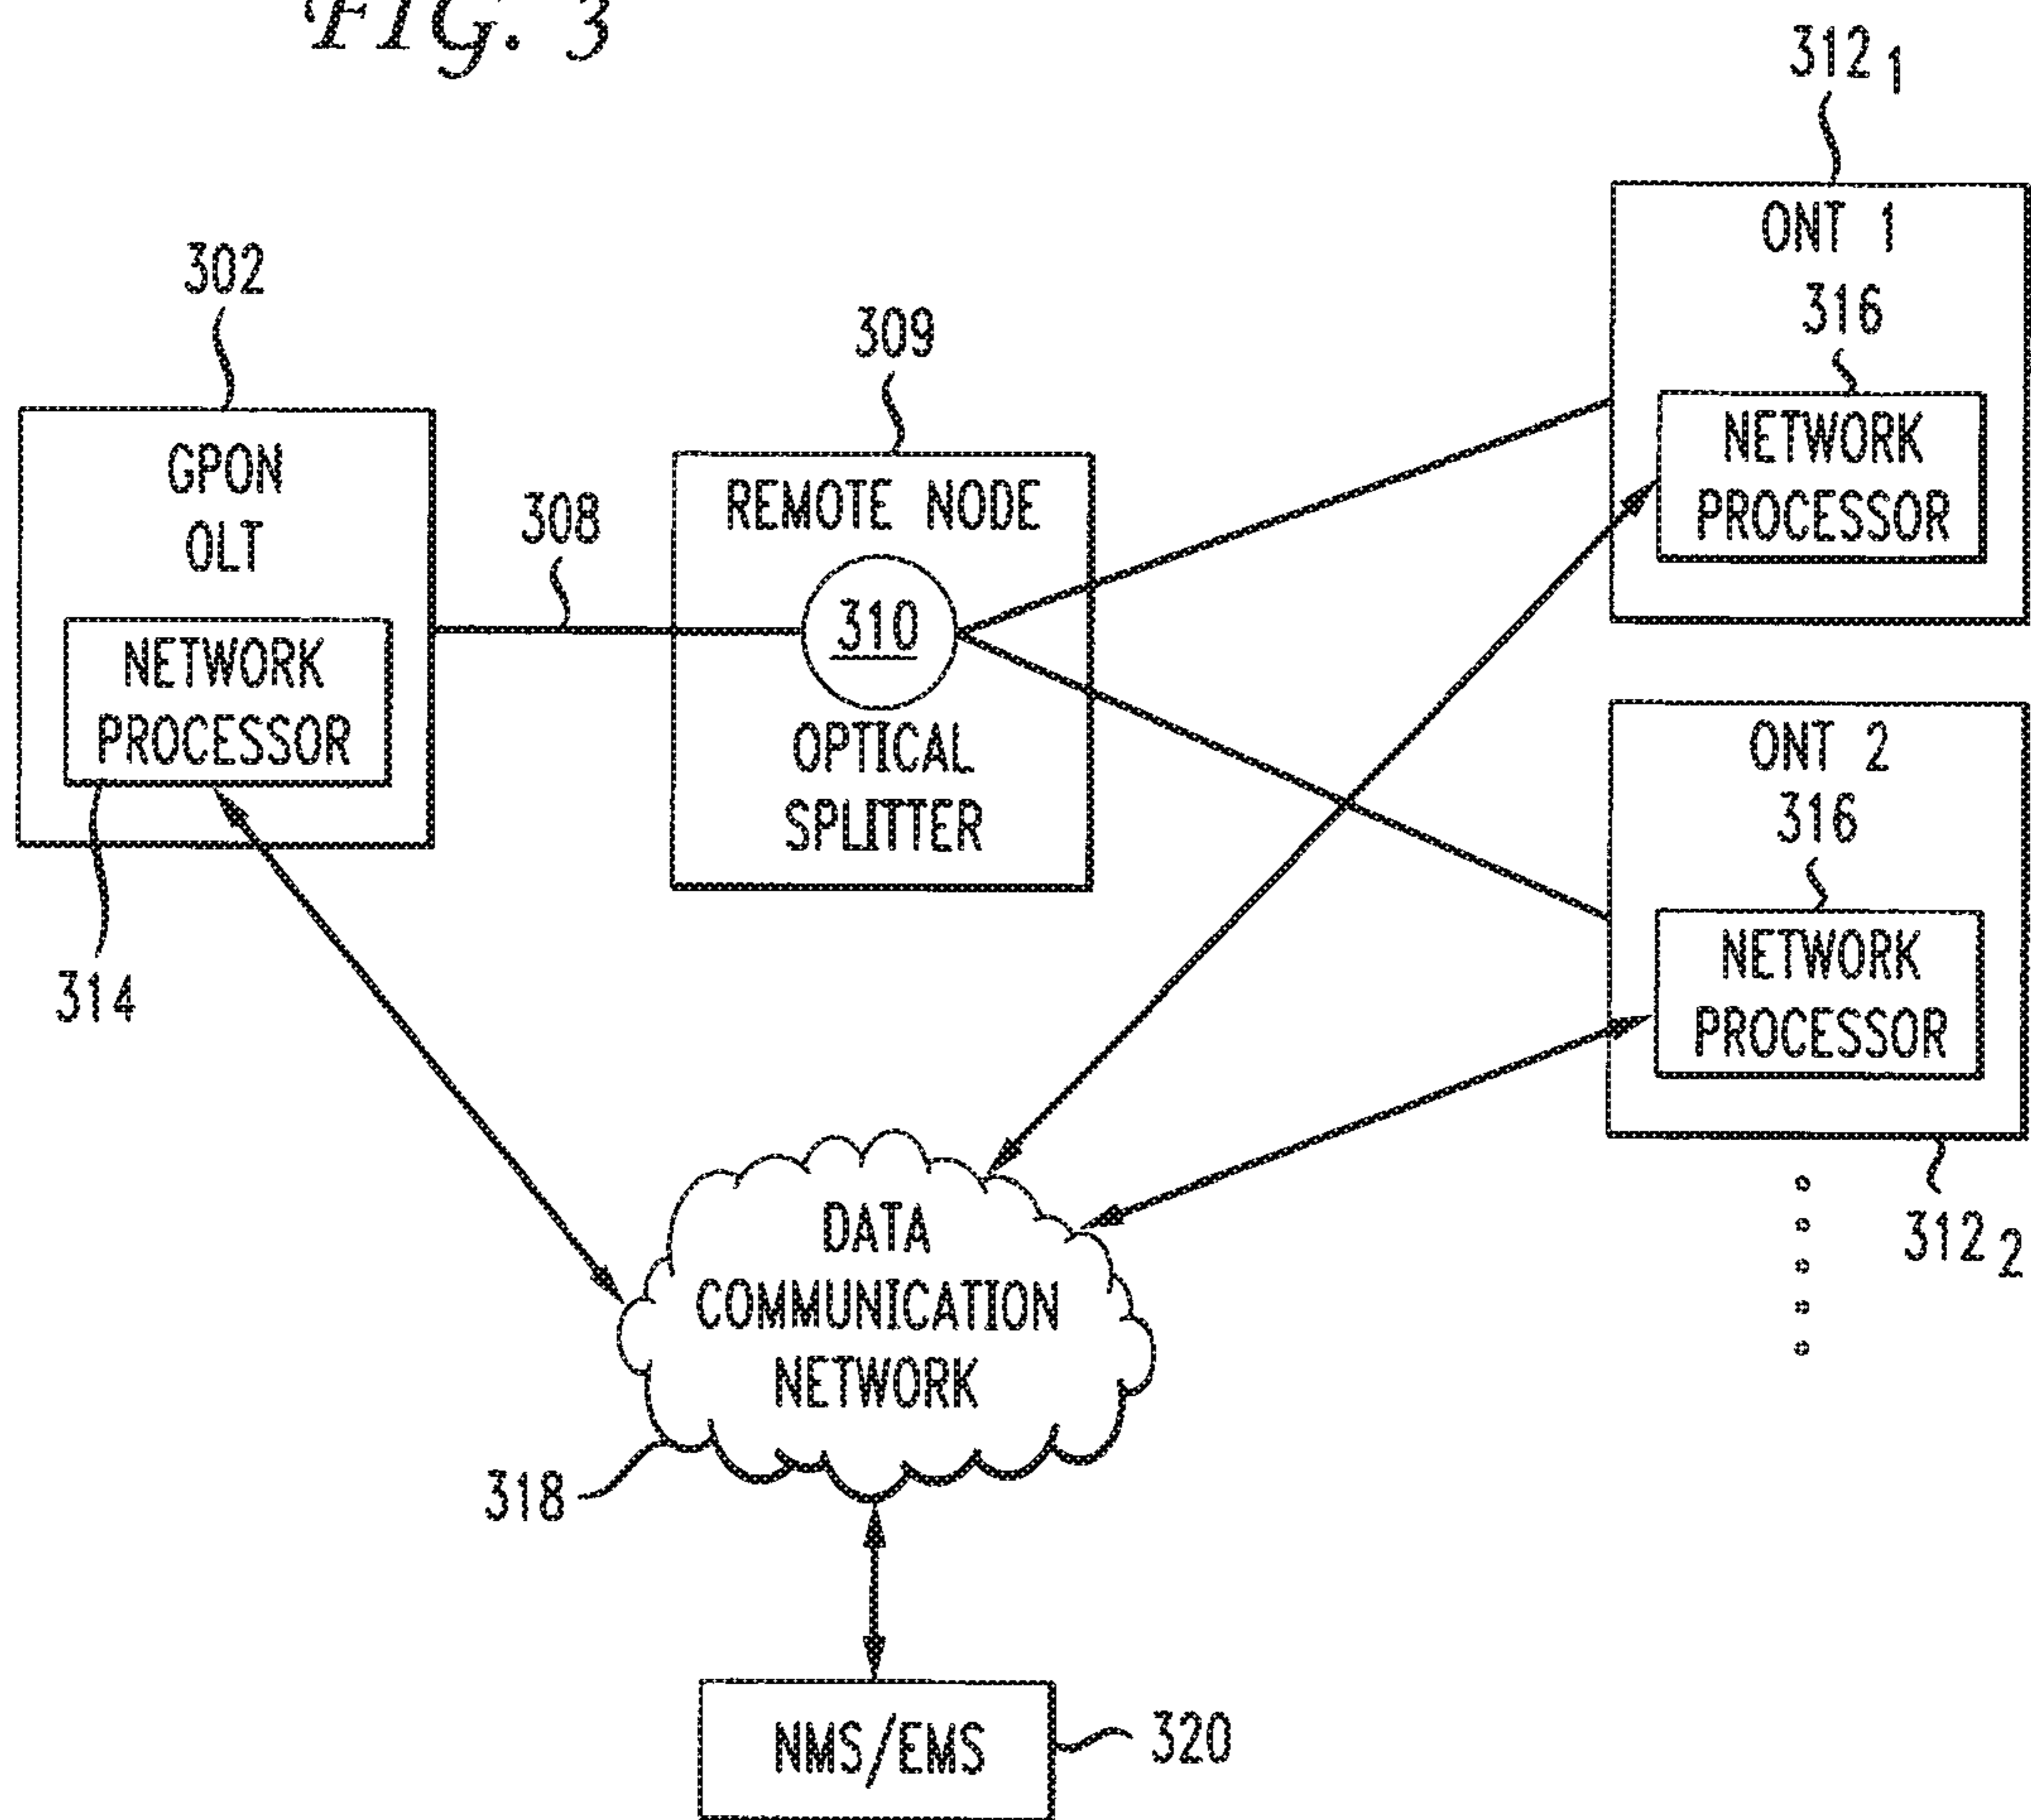 FIG. 3
312 1
ONT 1
316
NETWORK
PROCESSOR
302
GPON
OLT
NETWORK
PROCESSOR
314
308
309
REMOTE NODE
310
OPTICAL
SPLITTER
ONT 2
316
NETWORK
PROCESSOR
312 2
DATA
COMMUNICATION
NETWORK
318
NMS/EMS
320